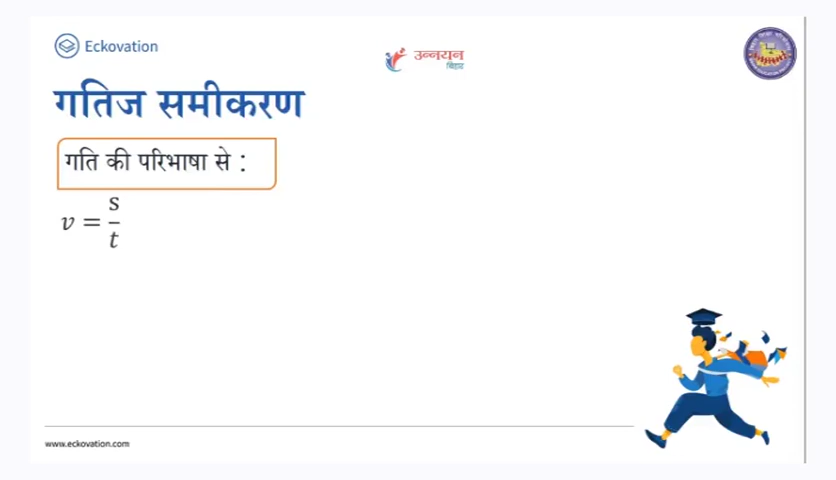 Eckovation
उन्नयन
बिहार
गतिज समीकरण
गति की परिभाषा से :
v = s/t
www.eckovation.com